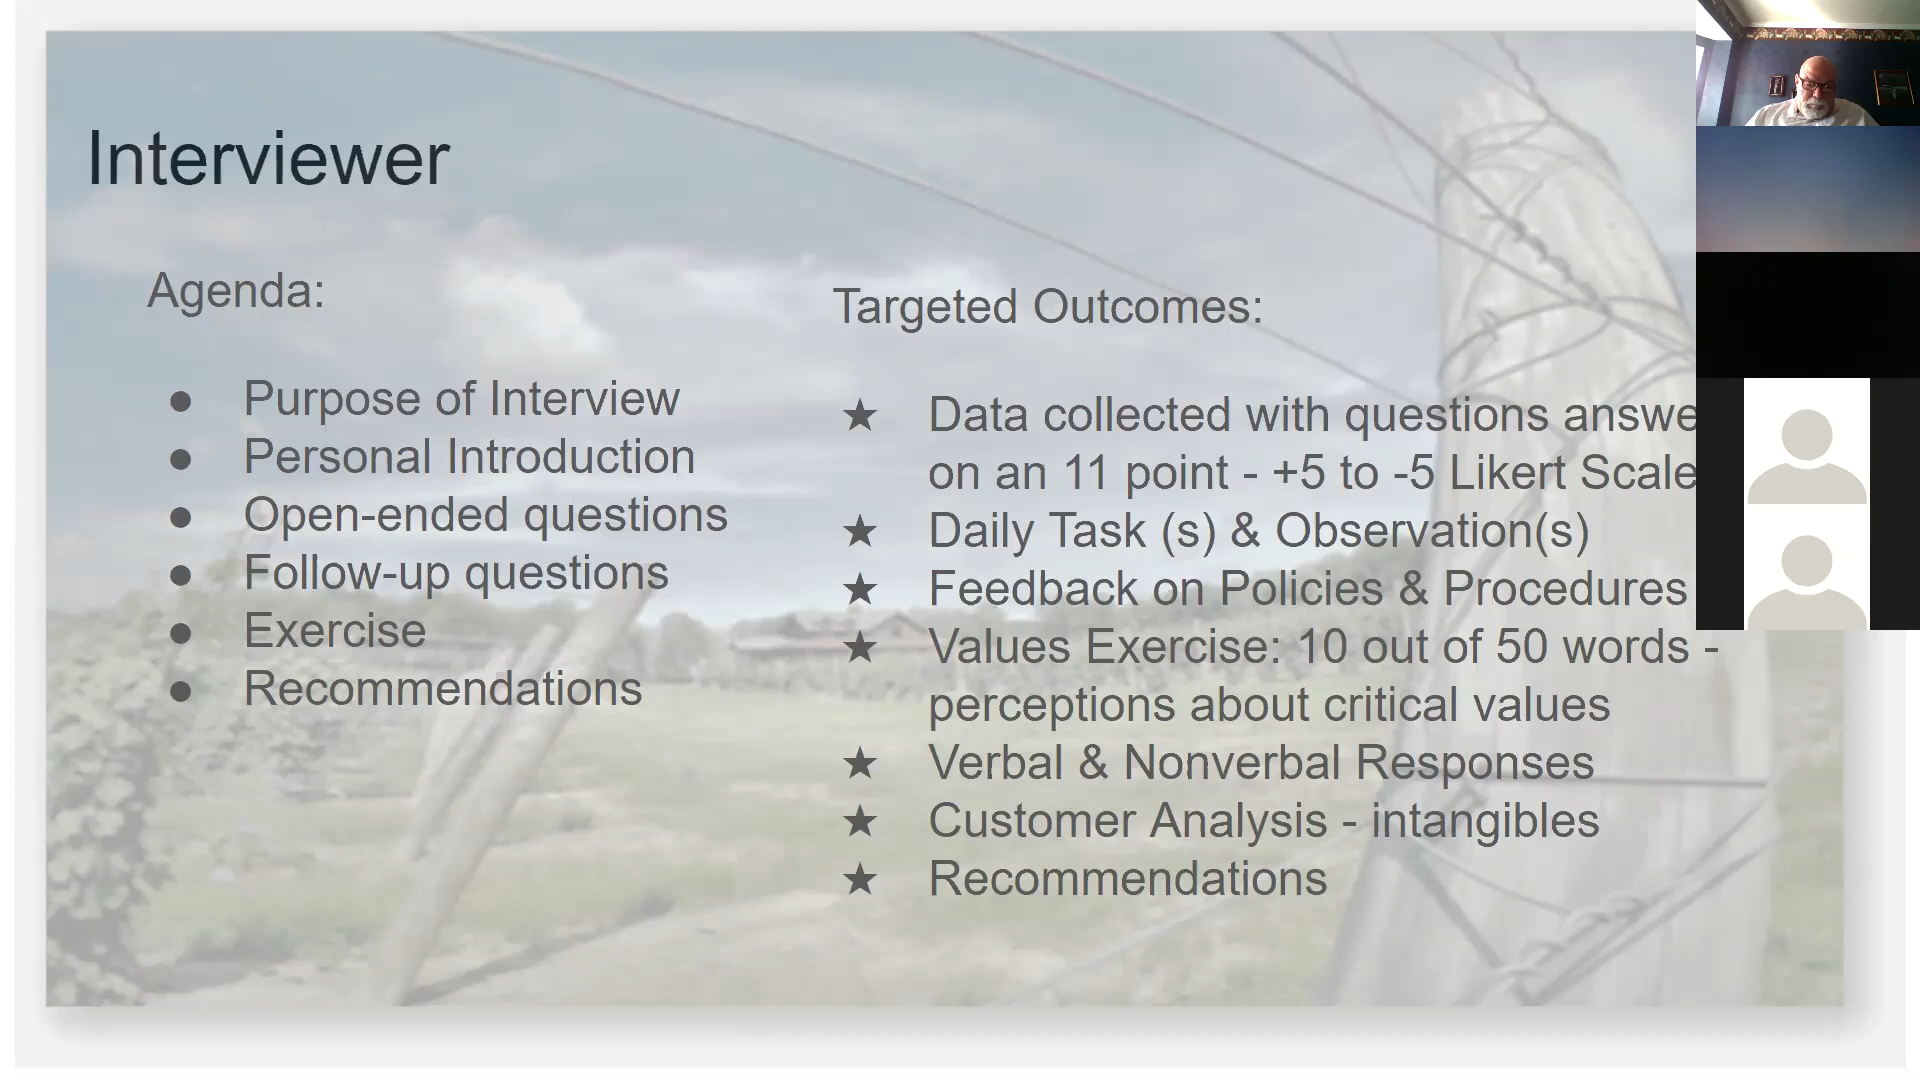 Interviewer
Agenda:
● Purpose of Interview
● Personal Introduction
● Open-ended questions
● Follow-up questions
● Exercise
● Recommendations
Targeted Outcomes:
★ Data collected with questions
on an 11 point - +5 to -5 Likert Scale
★ Daily Task (s) & Observation(s)
★ Feedback on Policies & Procedures
★ Values Exercise: 10 out of 50 words -
perceptions about critical values
★ Verbal & Nonverbal Responses
★ Customer Analysis - intangibles
★ Recommendations